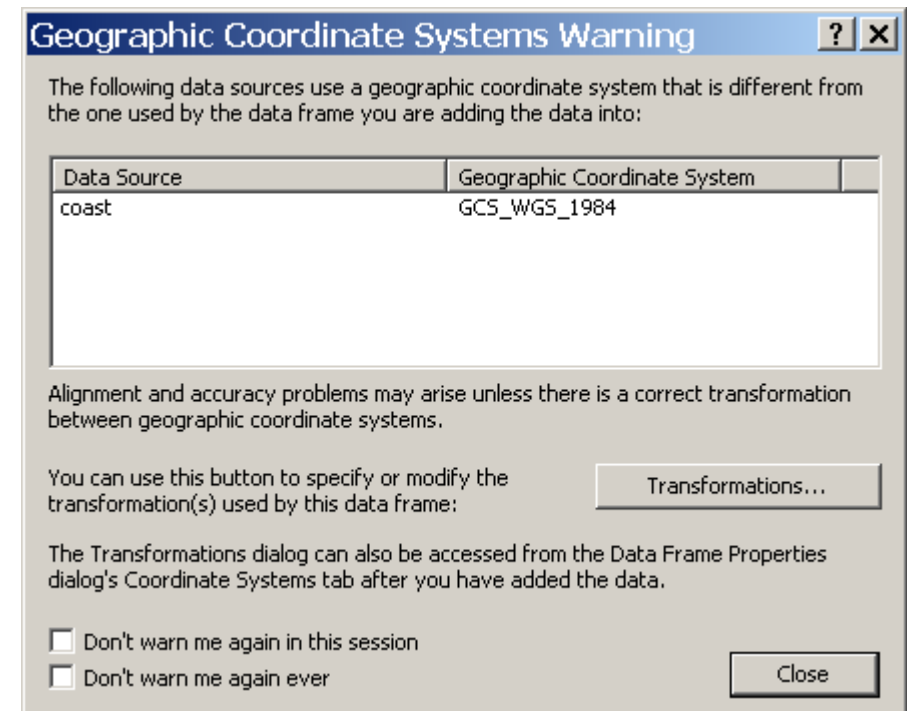 Geographic Coordinate Systems Warning
The following data sources use a geographic coordinate system that is different from
the one used by the data frame you are adding the data into:
Data Source Geographic Coordinate System
coast GCS_WGS_1984
Alignment and accuracy problems may arise unless there is a correct transformation
between geographic coordinate systems.
You can use this button to specify or modify the
transformation(s) used by this data frame:
Transformations...
The Transformations dialog can also be accessed from the Data Frame Properties
dialog's Coordinate Systems tab after you have added the data.
Don't warn me again in this session
Don't warn me again ever
Close